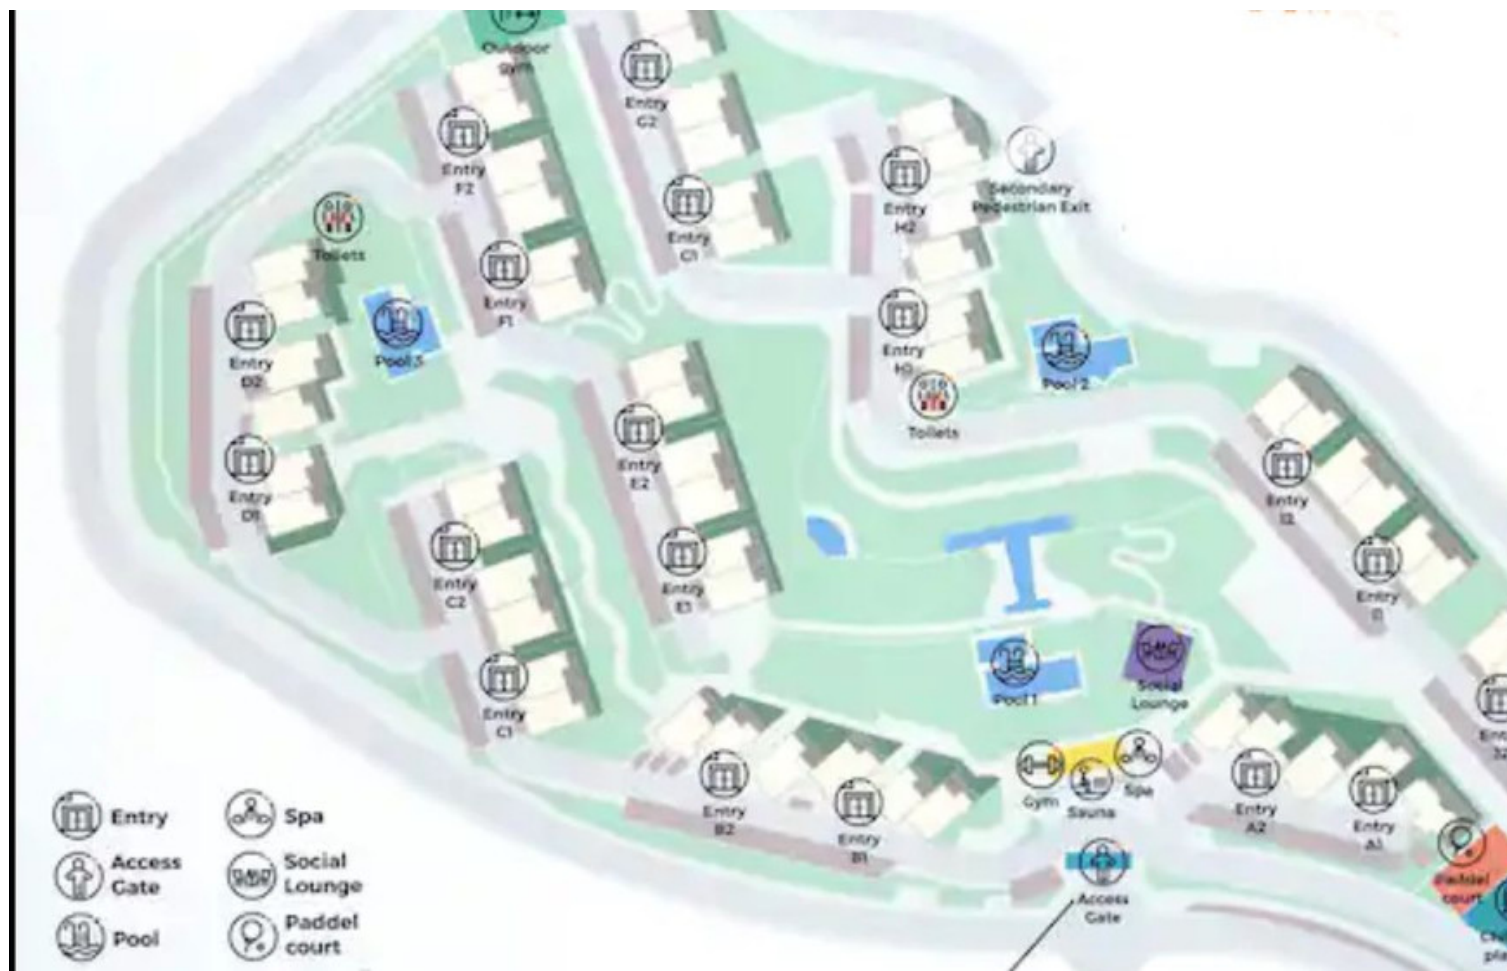 Outdoor
gym
Entry
G2
Entry
F2
Entry
H2
Secondary
Pedestrian Exit
Toilets
Entry
G1
Entry
F1
Pool 3
Entry
D2
Entry
Pool 2
Toilets
Entry
E2
Entry
D1
Entry
Entry
C2
Entry
E1
Entry
Pool 1
Social
Lounge
Entry
C1
Entry
B2
Entry
B1
Gym
Sauna
Spa
Entry
A2
Entry
A1
Paddel
court
Access
Gate
Entry
Access
Gate
Pool
Spa
Social
Lounge
Paddel
court